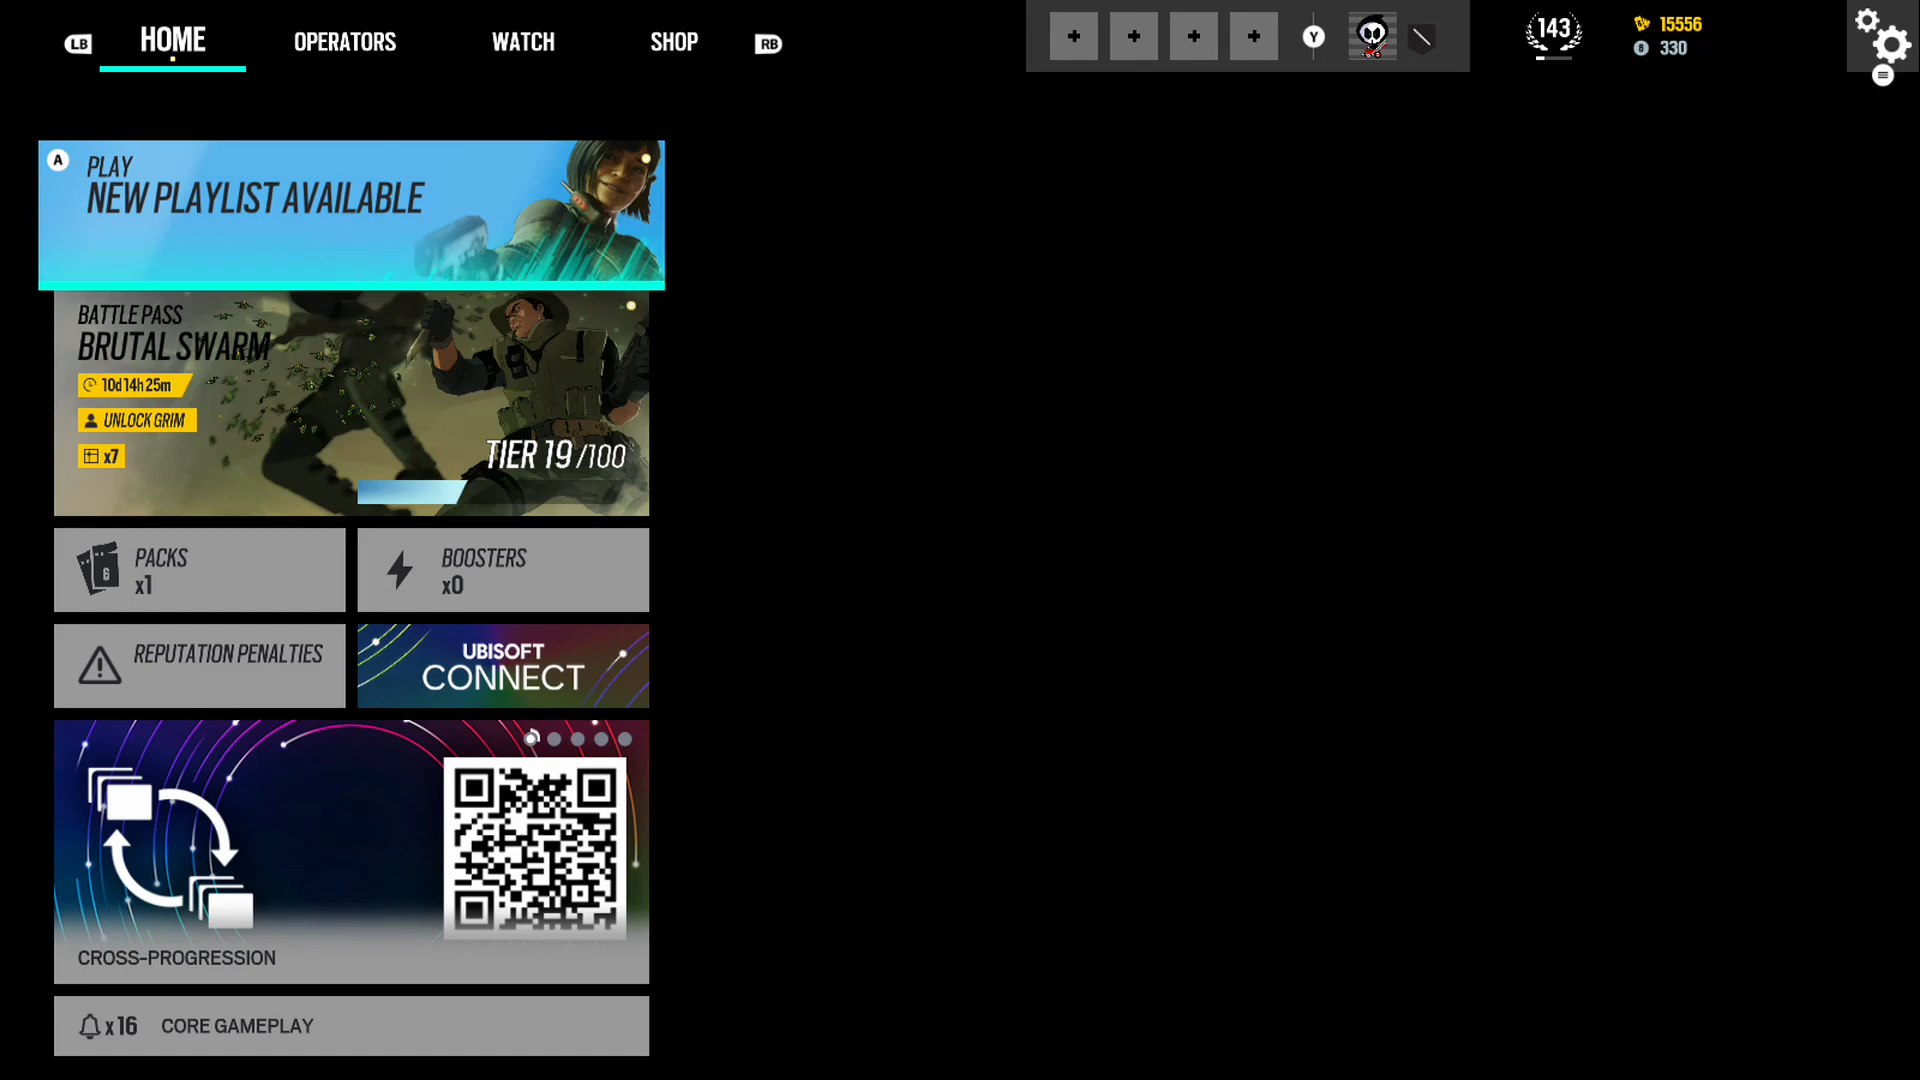 LB HOME OPERATORS WATCH SHOP RB
Y
143
15556
330
A PLAY
NEW PLAYLIST AVAILABLE
BATTLE PASS
BRUTAL SWARM
10d 14h 25m
UNLOCK GRIM
x7
TIER 19 /100
PACKS
x1
BOOSTERS
x0
REPUTATION PENALTIES
UBISOFT
CONNECT
CROSS-PROGRESSION
x16 CORE GAMEPLAY